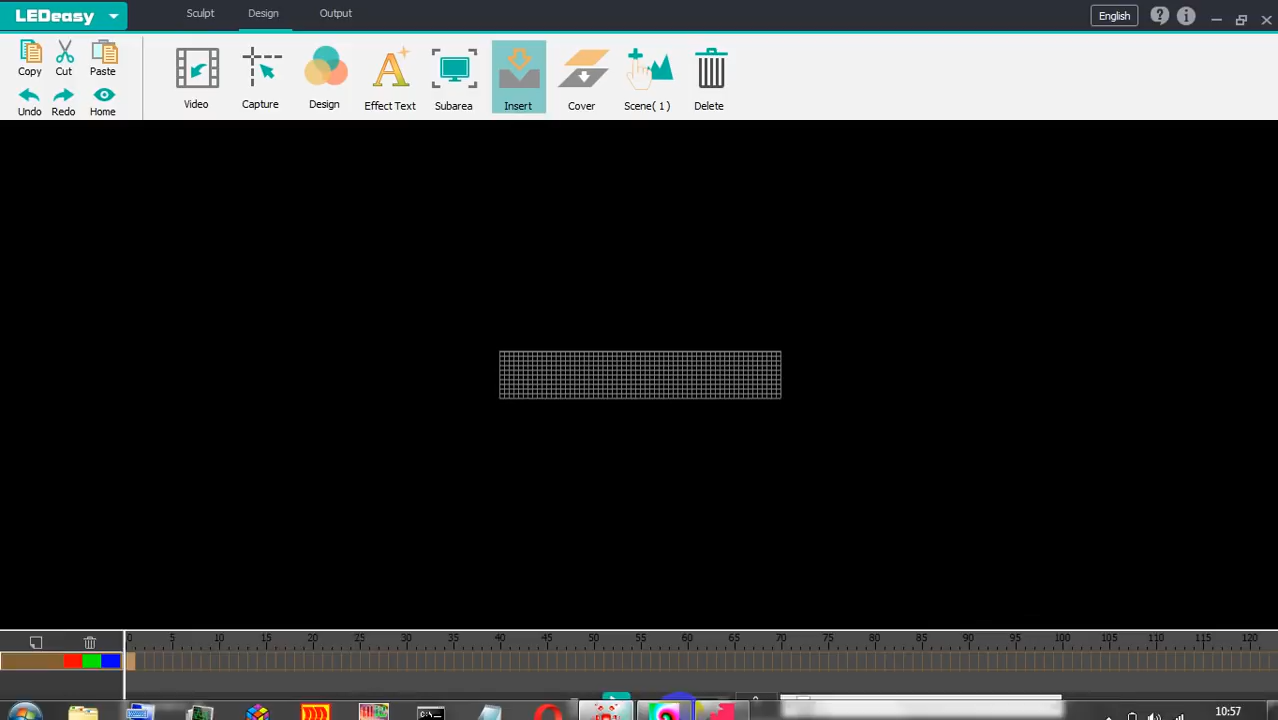 LEDeasy Sculpt Design Output English
Copy Cut Paste
Undo Redo Home
Video Capture Design Effect Text Subarea Insert Cover Scene( 1 ) Delete
0 5 10 15 20 25 30 35 40 45 50 55 60 65 70 75 80 85 90 95 100 105 110 115 120
10:57